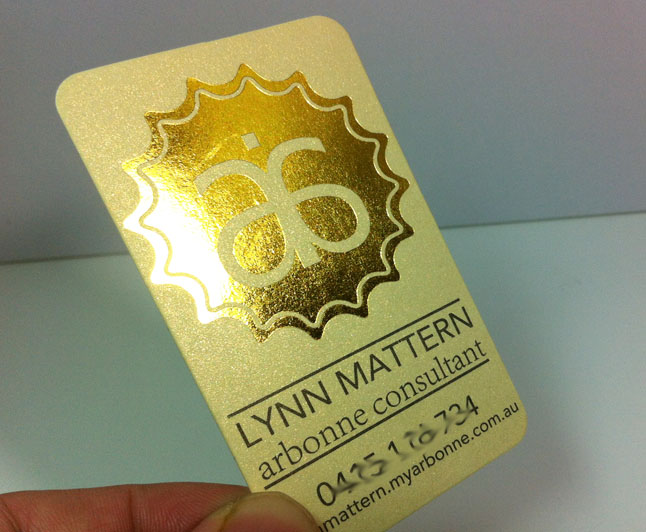 LYNN MATTERN
arbonne consultant
mattern.myarbonne.com.au